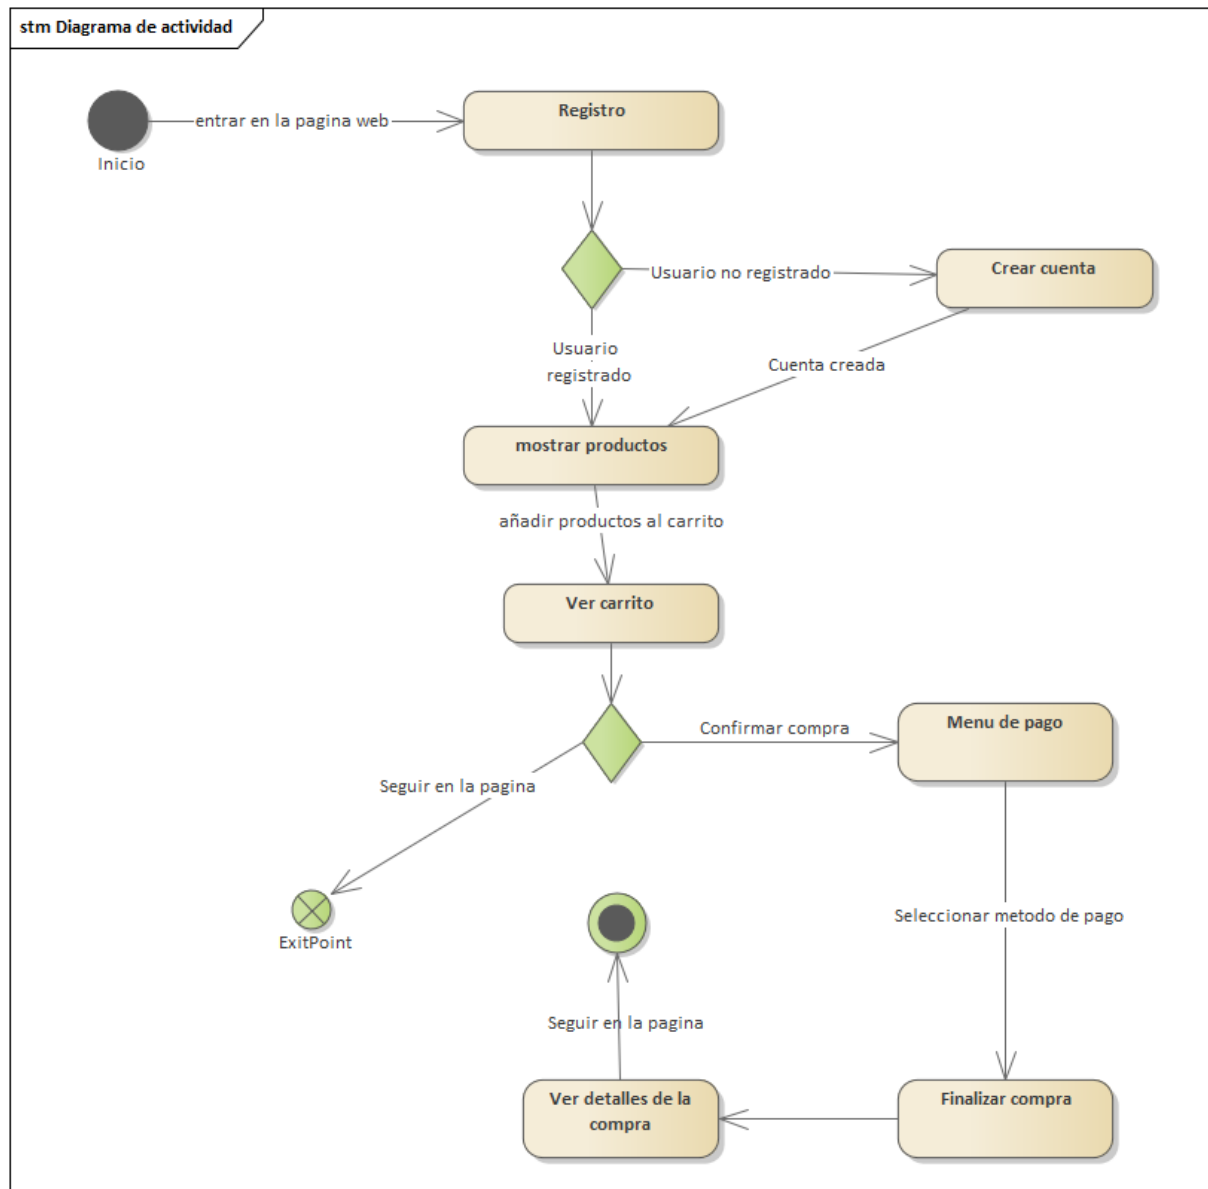 stm Diagrama de actividad
Inicio
entrar en la pagina web
Registro
Usuario no registrado
Crear cuenta
Usuario
registrado
Cuenta creada
mostrar productos
añadir productos al carrito
Ver carrito
Confirmar compra
Menu de pago
Seguir en la pagina
ExitPoint
Seleccionar metodo de pago
Seguir en la pagina
Ver detalles de la
compra
Finalizar compra